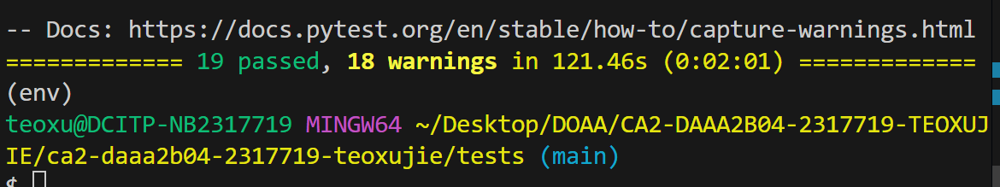 -- Docs: https://docs.pytest.org/en/stable/how-to/capture-warnings.html
============= 19 passed, 18 warnings in 121.46s (0:02:01) =============
(env)
teoxu@DCITP-NB2317719 MINGW64 ~/Desktop/DOAA/CA2-DAAA2B04-2317719-TEOXUJ
IE/ca2-daaa2b04-2317719-teoxujie/tests (main)
$